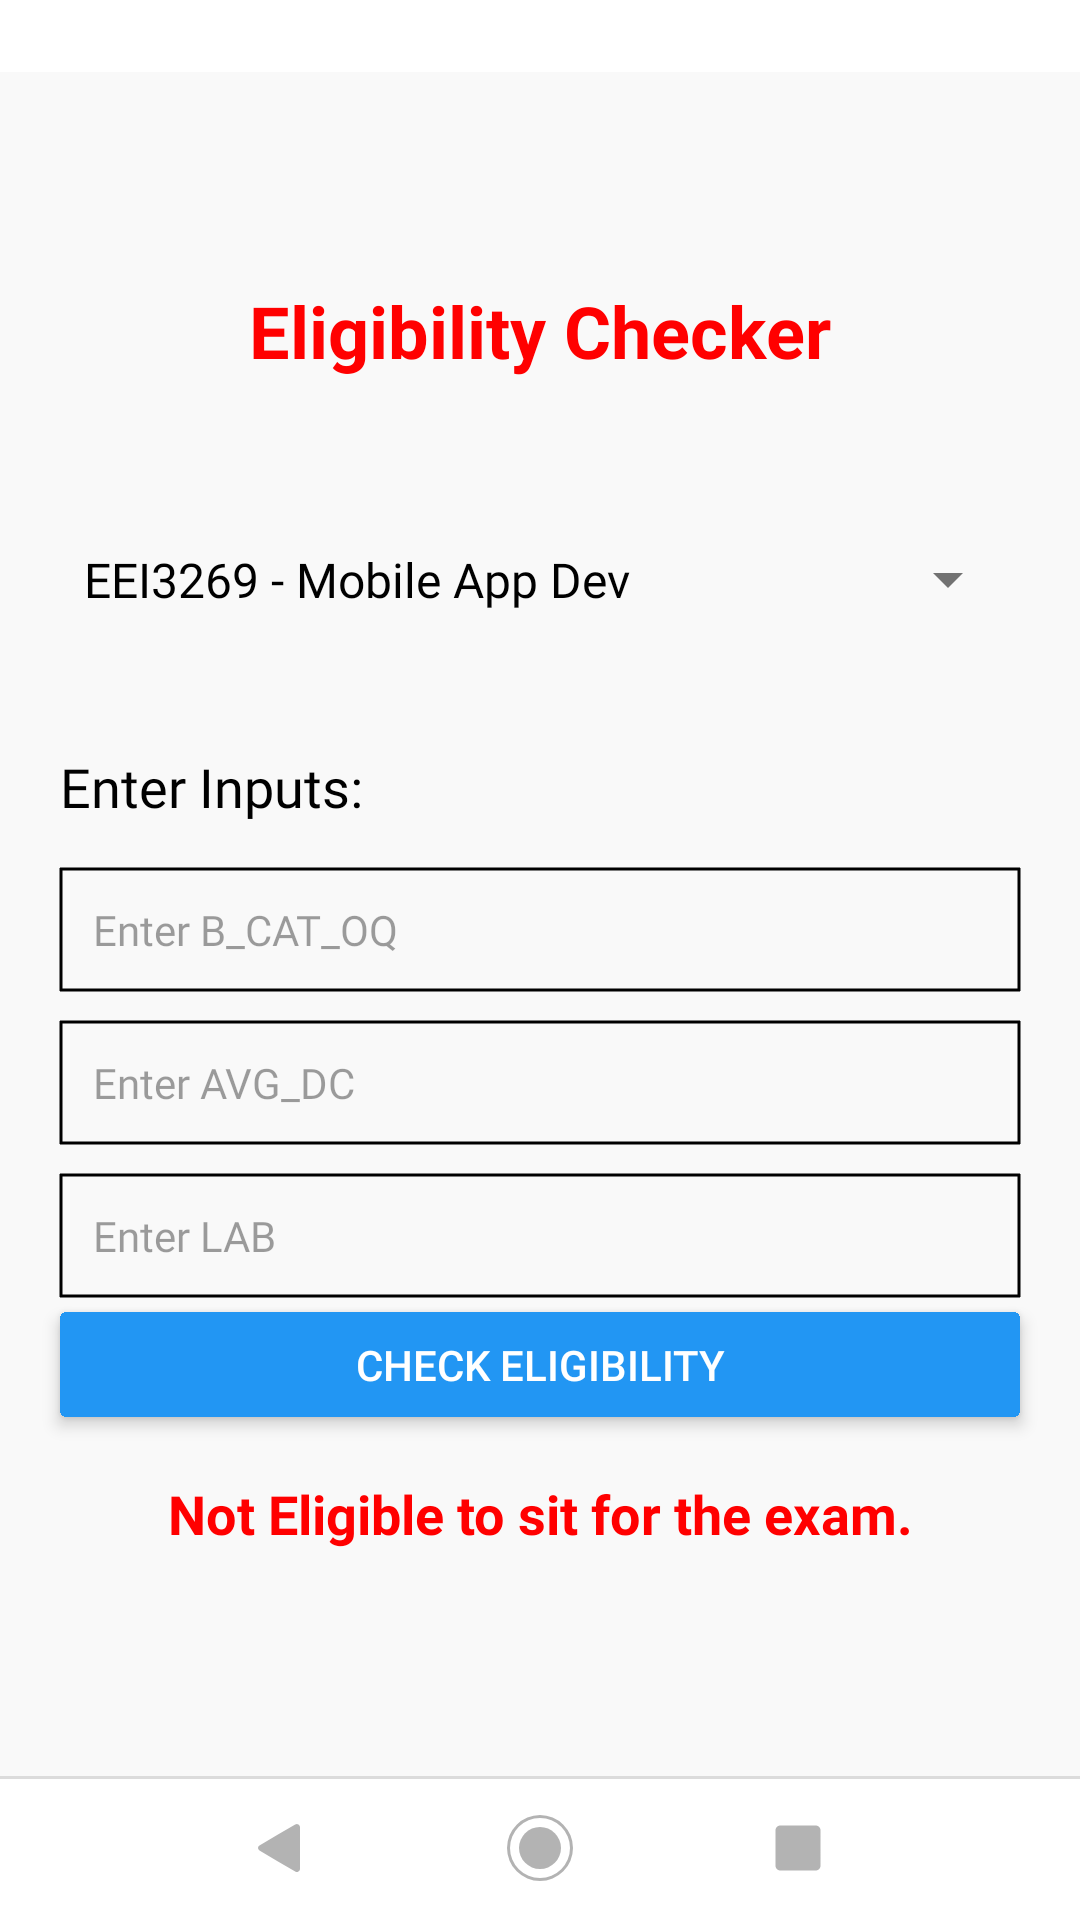 Eligibility Checker
EEI3269 - Mobile App Dev
Enter Inputs:
Enter B_CAT_OQ
Enter AVG_DC
Enter LAB
CHECK ELIGIBILITY
Not Eligible to sit for the exam.